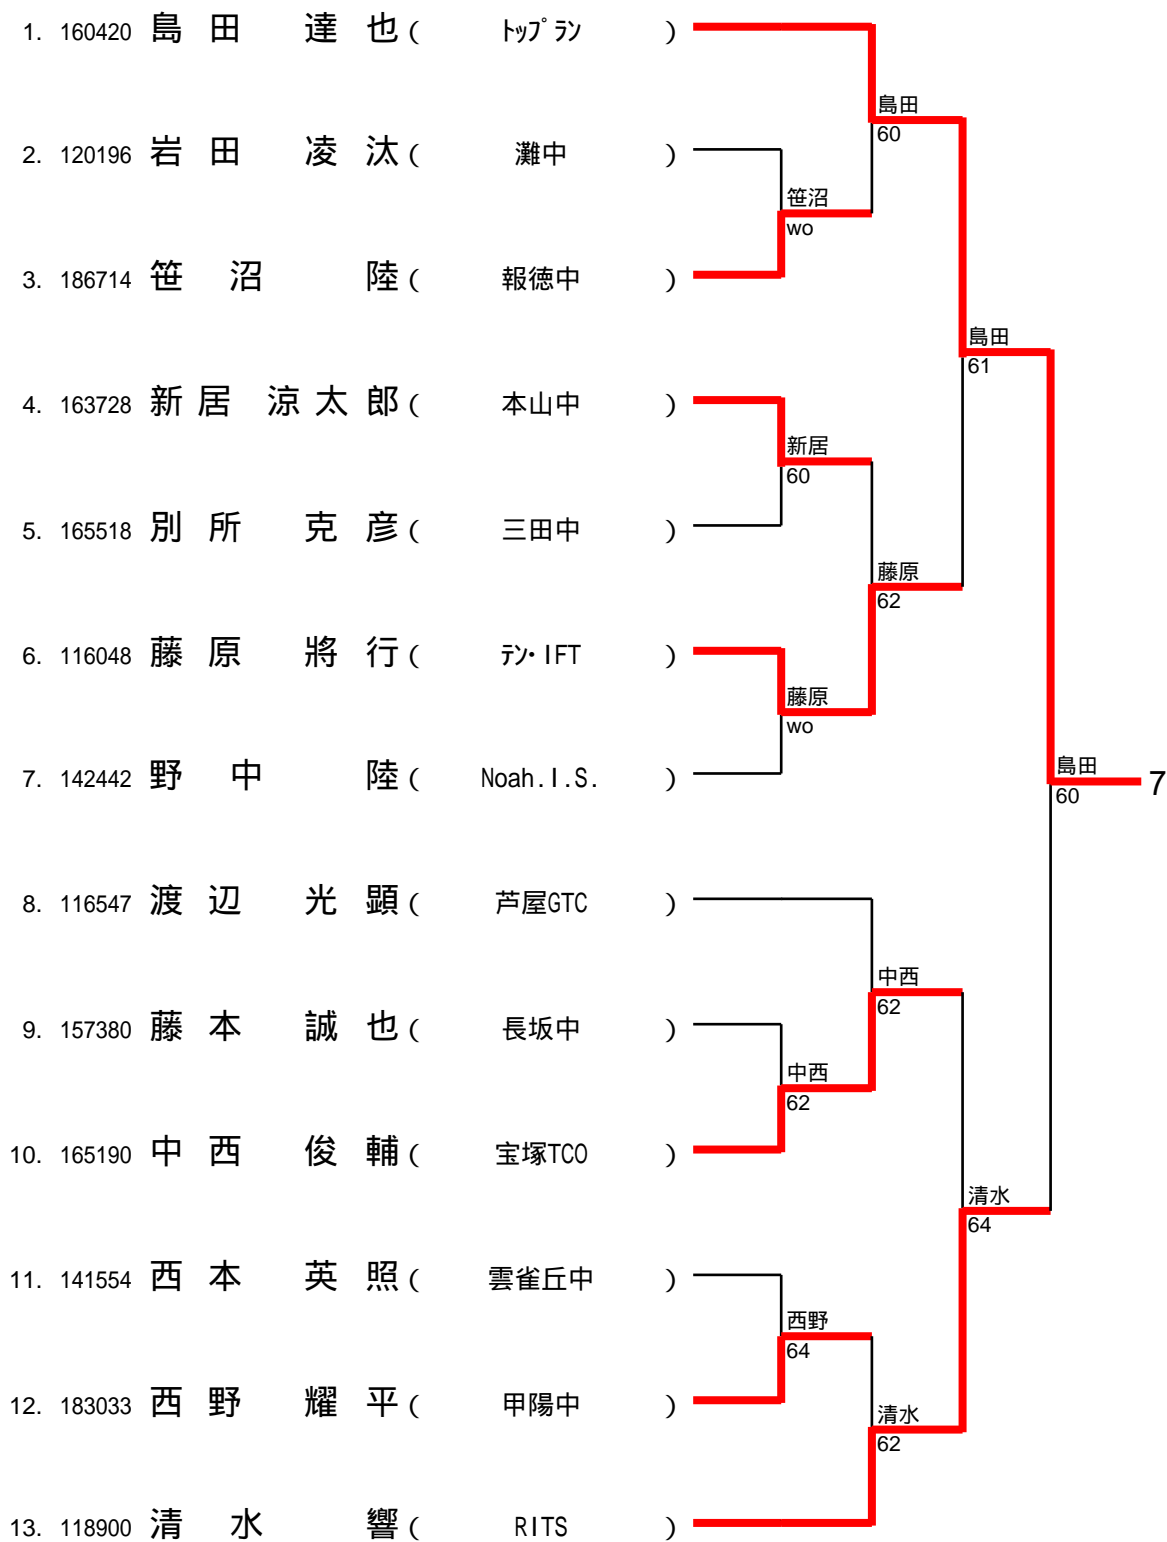 1. 160420 島田 達也 ( トップラン )
島田
60
2. 120196 岩田 凌汰 ( 灘中 )
笹沼
wo
3. 186714 笹沼 陸 ( 報徳中 )
島田
61
4. 163728 新居 涼太郎 ( 本山中 )
新居
60
5. 165518 別所 克彦 ( 三田中 )
藤原
62
6. 116048 藤原 將行 ( テン・IFT )
藤原
wo
7. 142442 野中 陸 ( Noah.I.S. )
島田
60
7
8. 116547 渡辺 光顕 ( 芦屋GTC )
中西
62
9. 157380 藤本 誠也 ( 長坂中 )
中西
62
10. 165190 中西 俊輔 ( 宝塚TCO )
清水
64
11. 141554 西本 英照 ( 雲雀丘中 )
西野
64
12. 183033 西野 耀平 ( 甲陽中 )
清水
62
13. 118900 清水 響 ( RITS )